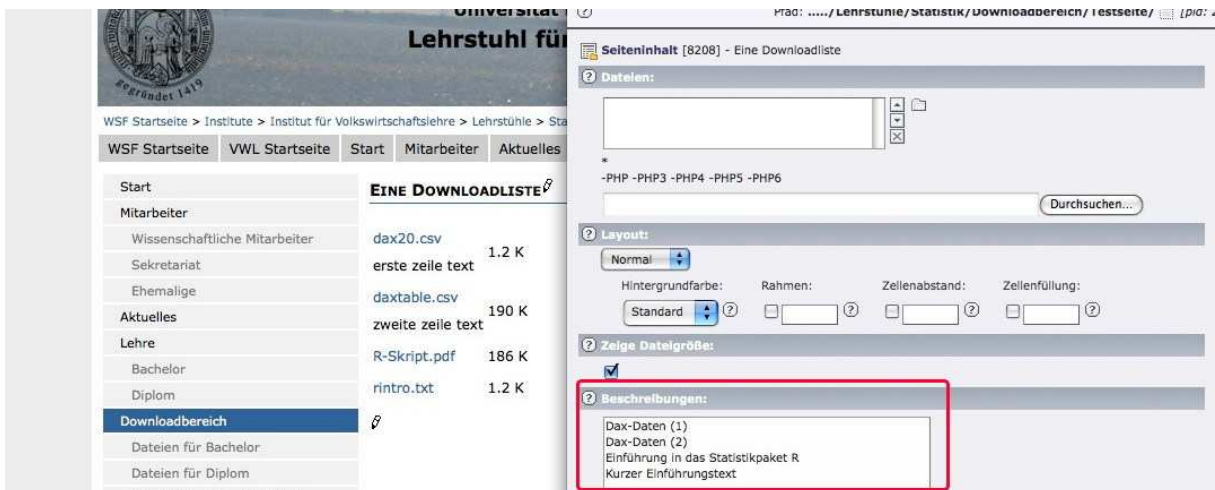 Universität
Lehrstuhl für
gegründet 1419
WSF Startseite > Institute > Institut für Volkswirtschaftslehre > Lehrstühle > Sta
WSF Startseite VWL Startseite Start Mitarbeiter Aktuelles
Start
Mitarbeiter
Wissenschaftliche Mitarbeiter
Sekretariat
Ehemalige
Aktuelles
Lehre
Bachelor
Diplom
Downloadbereich
Dateien für Bachelor
Dateien für Diplom
EINE DOWNLOADLISTE
dax20.csv
1.2 K
erste zeile text
daxtable.csv
190 K
zweite zeile text
R-Skript.pdf 186 K
rintro.txt 1.2 K
Pfad: ...../Lehrstühle/Statistik/Downloadbereich/Testseite/ [pid: 2
Seiteninhalt [8208] - Eine Downloadliste
Dateien:
*
-PHP -PHP3 -PHP4 -PHP5 -PHP6
Durchsuchen...
Layout:
Normal
Hintergrundfarbe: Rahmen: Zellenabstand: Zellenfüllung:
Standard
Zeige Dateigröße:
Beschreibungen:
Dax-Daten (1)
Dax-Daten (2)
Einführung in das Statistikpaket R
Kurzer Einführungstext